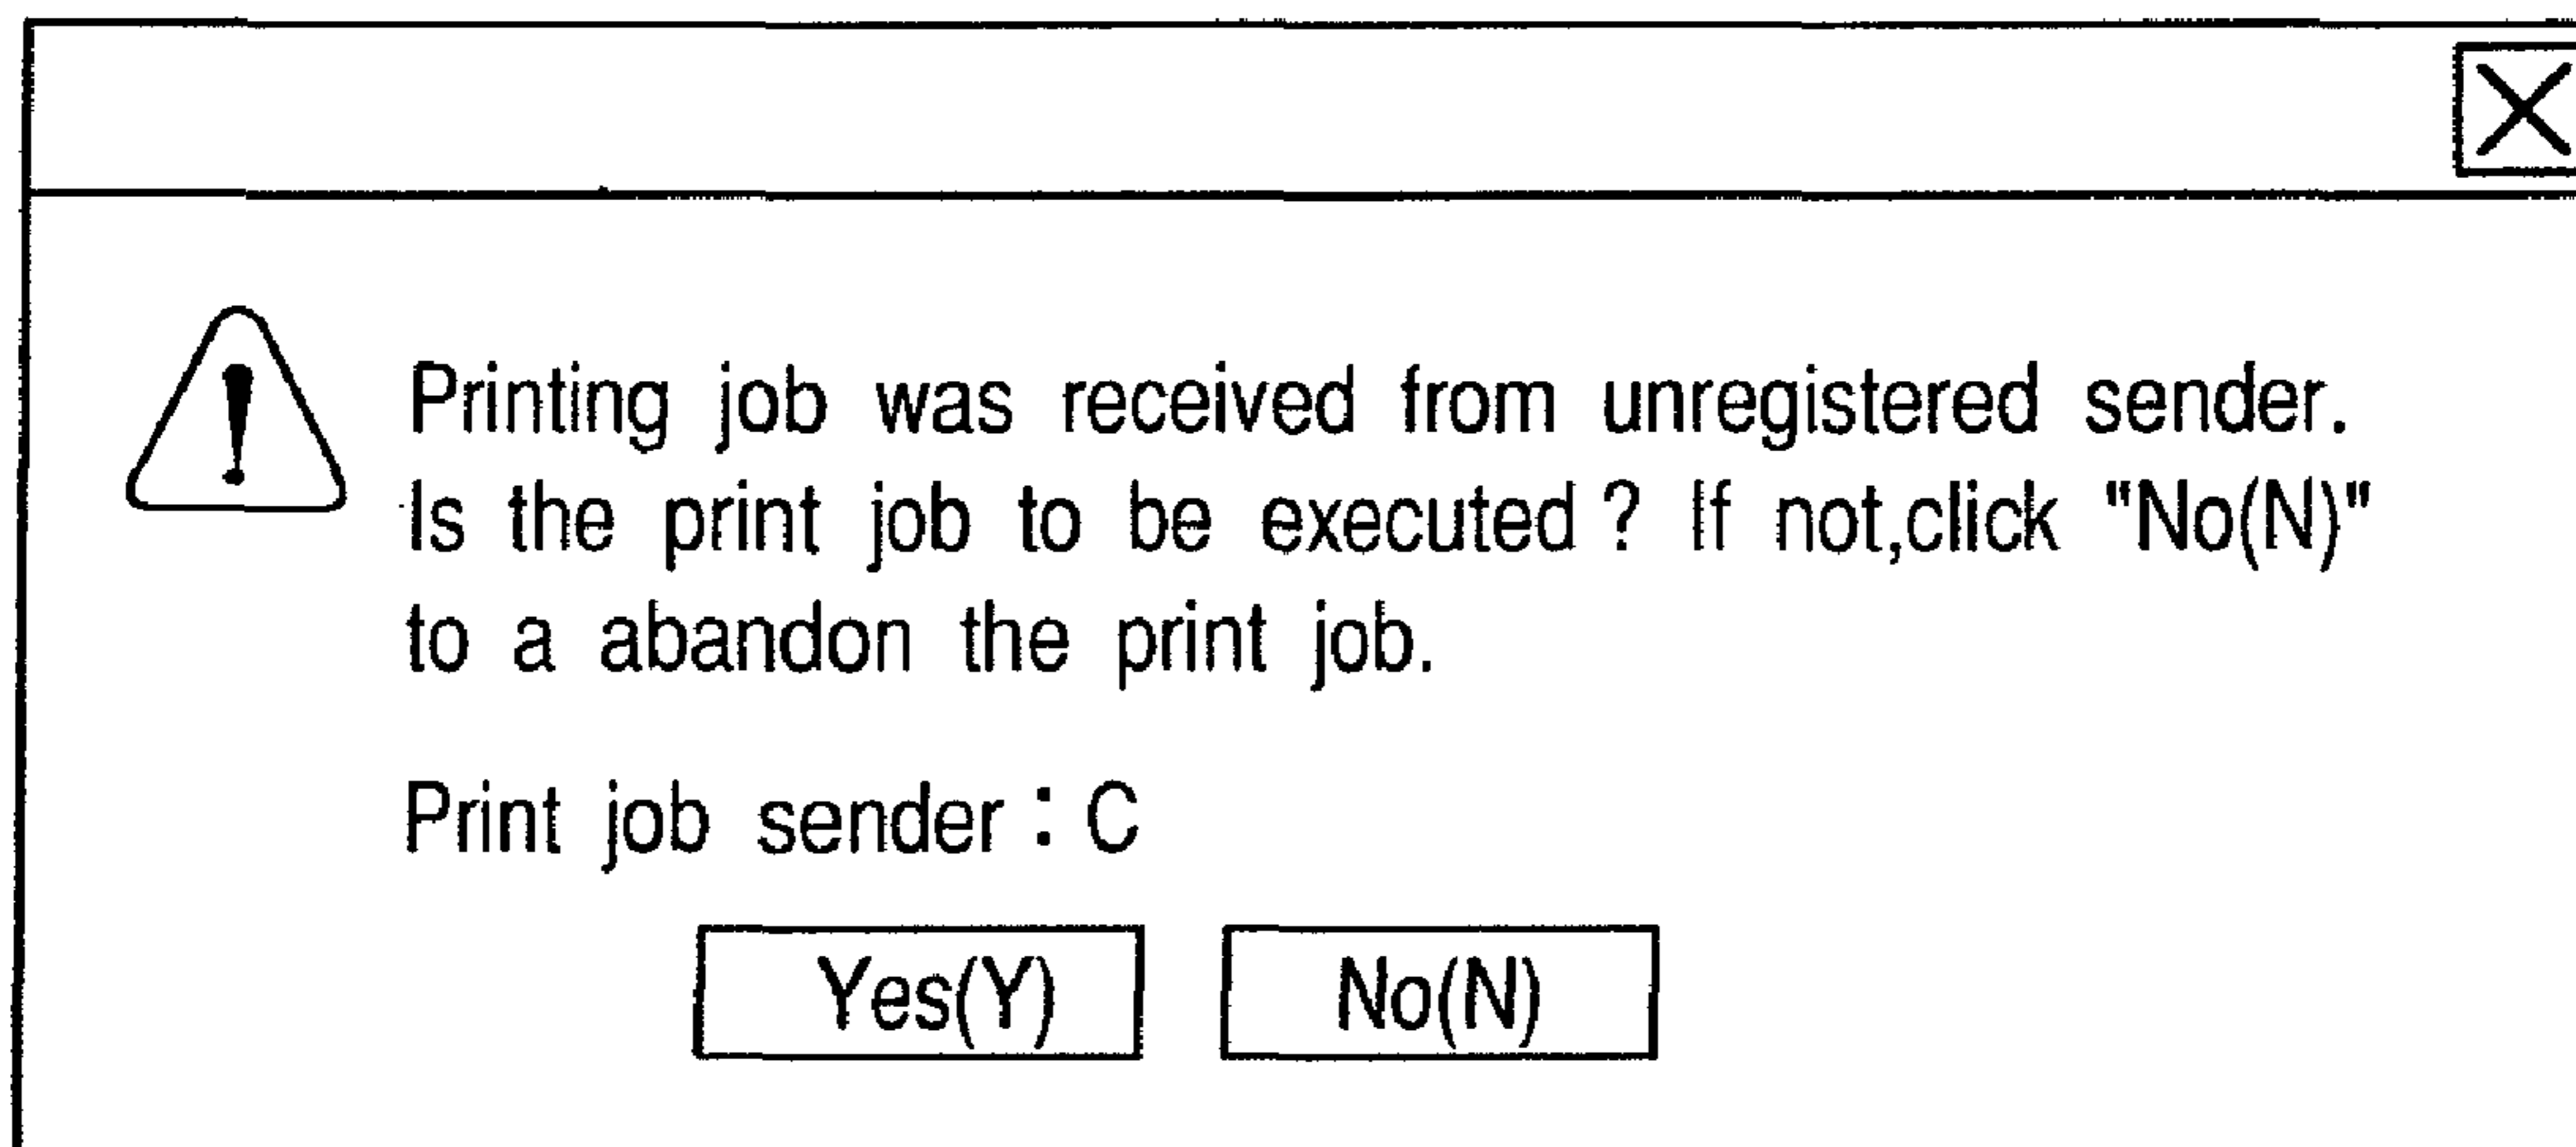 Printing job was received from unregistered sender.
Is the print job to be executed ? If not,click "No(N)"
to a abandon the print job.
Print job sender : C
Yes(Y) No(N)